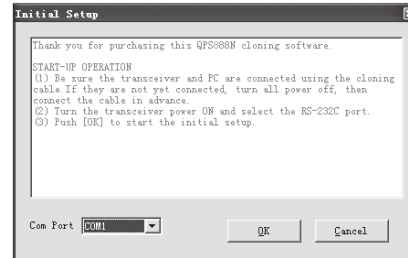 Initial Setup
Thank you for purchasing this QPS888N cloning software.
START-UP OPERATION
(1) Be sure the transceiver and PC are connected using the cloning
cable.If they are not yet connected, turn all power off, then
connect the cable in advance.
(2) Turn the transceiver power ON and select the RS-232C port.
(3) Push [OK] to start the initial setup.
Com Port COM1 OK Cancel